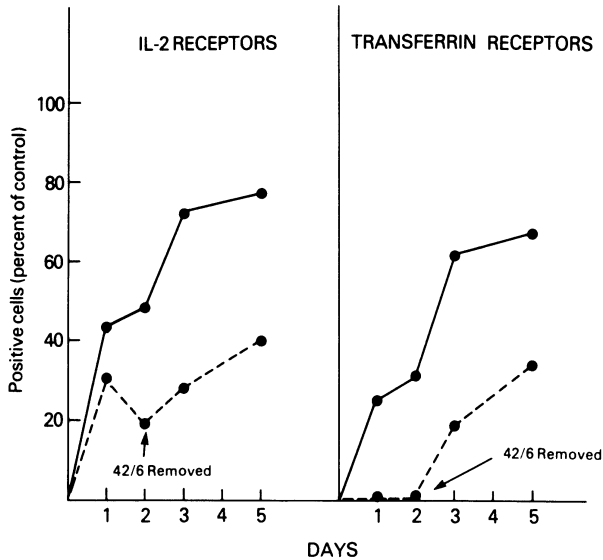 IL-2 RECEPTORS
TRANSFERRIN RECEPTORS
Positive cells (percent of control)
100
80
60
40
20
42/6 Removed
42/6 Removed
1 2 3 4 5
1 2 3 4 5
DAYS